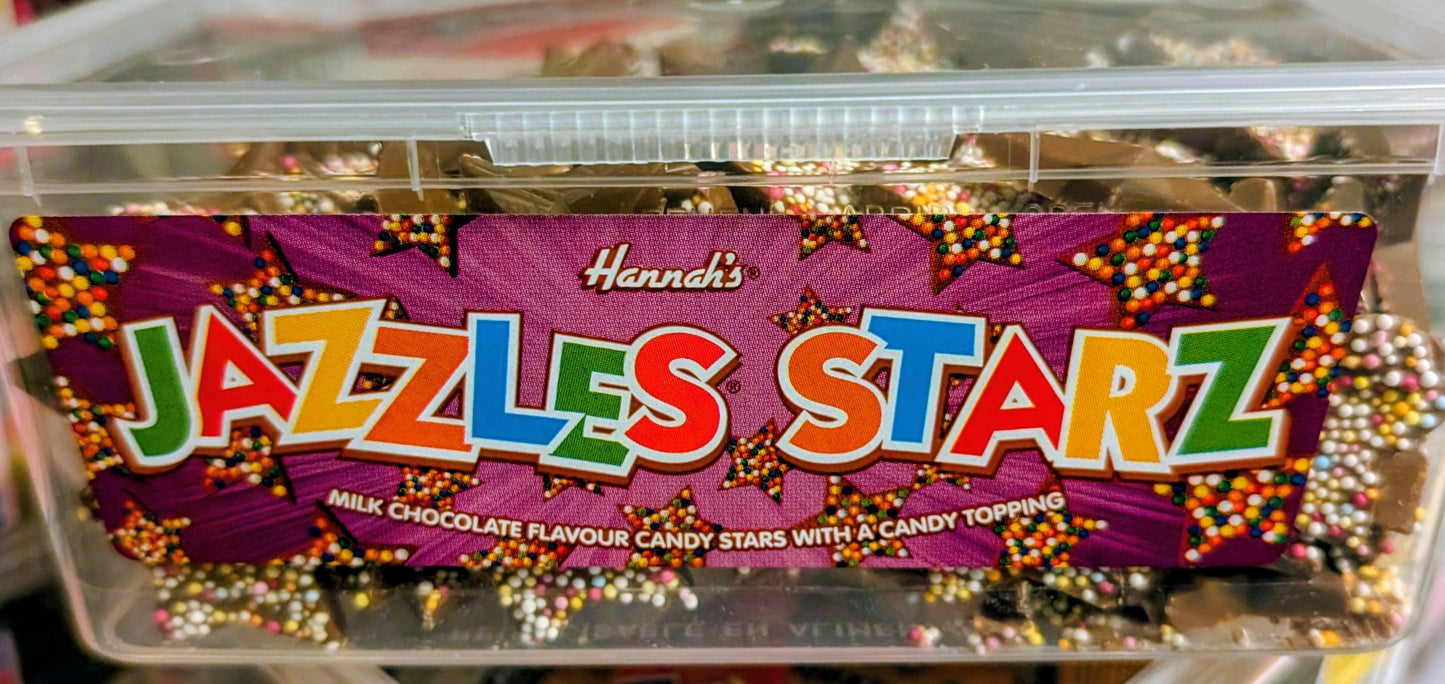 Hannah's®
JAZZLES® STARZ
MILK CHOCOLATE FLAVOUR CANDY STARS WITH A CANDY TOPPING